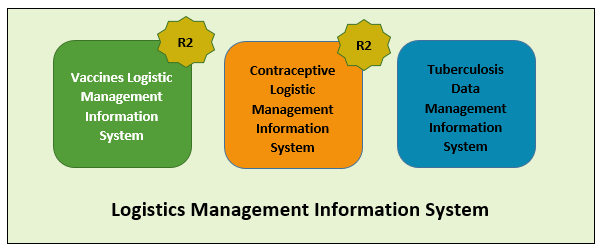 R2
Vaccines Logistic
Management
Information
System
R2
Contraceptive
Logistic
Management
Information
System
Tuberculosis
Data
Management
Information
System
Logistics Management Information System